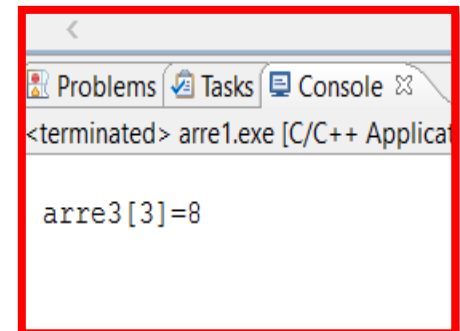 Problems Tasks Console
<terminated> arre1.exe [C/C++ Applicat
arre3[3]=8